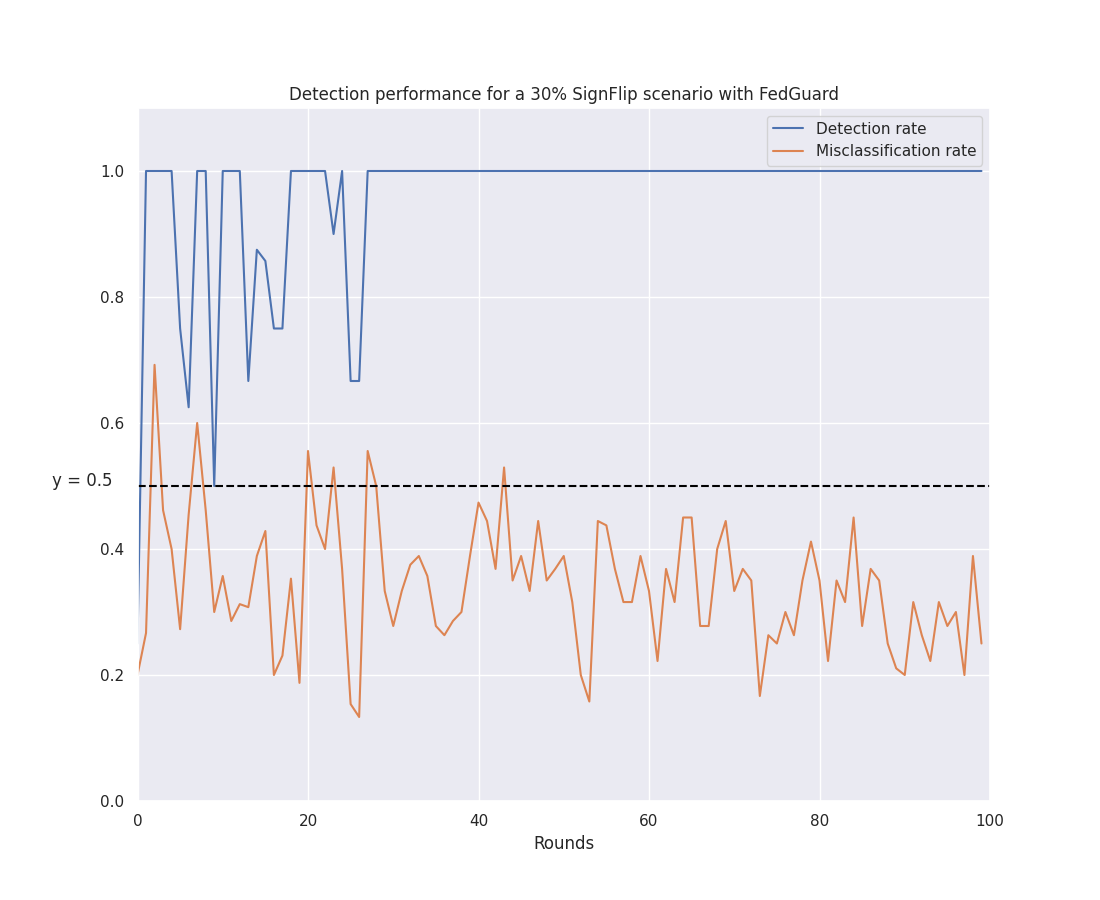 Detection performance for a 30% SignFlip scenario with FedGuard
Detection rate
Misclassification rate
1.0
0.8
0.6
y = 0.5
0.4
0.2
0.0
0 20 40 60 80 100
Rounds